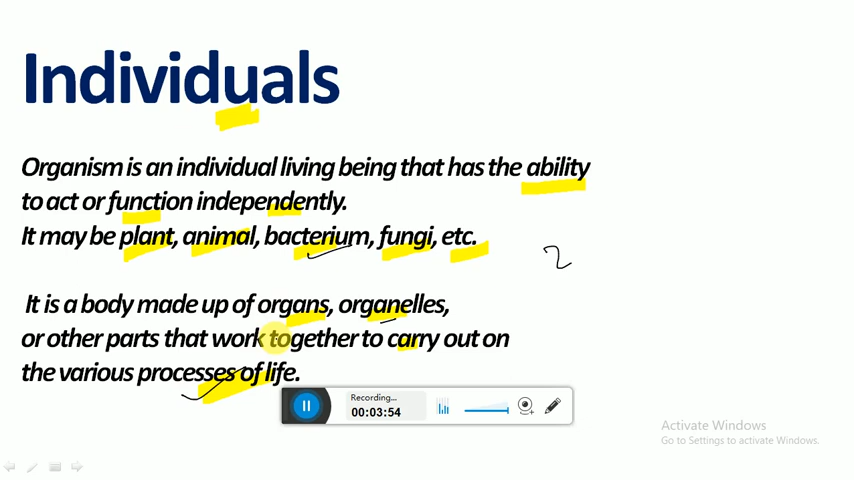 Individuals
Organism is an individual living being that has the ability
to act or function independently.
It may be plant, animal, bacterium, fungi, etc.
2
It is a body made up of organs, organelles,
or other parts that work together to carry out on
the various processes of life.
Recording...
00:03:54
Activate Windows
Go to Settings to activate Windows.